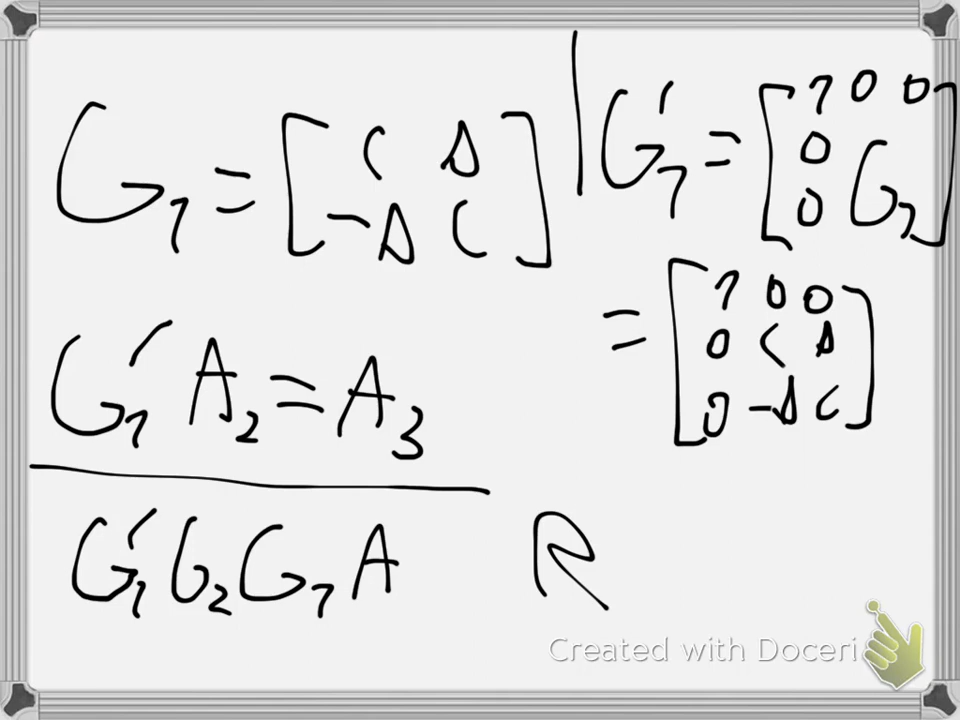 G₁ = [ c s
-s c ]
G₁' = [ 1 0 0
0
0 G₁ ]
= [ 1 0 0
0 c s
0 -s c ]
G₁' A₂ = A₃
G₁' G₂ G₁ A R
Created with Doceri